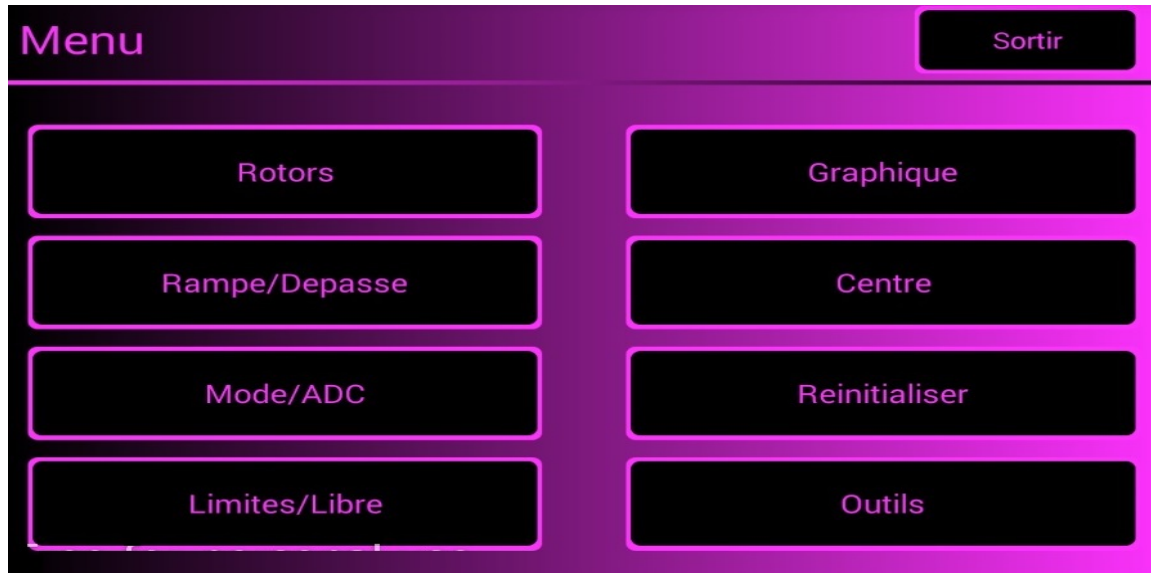 Menu
Sortir
Rotors
Graphique
Rampe/Depasse
Centre
Mode/ADC
Reinitialiser
Limites/Libre
Outils